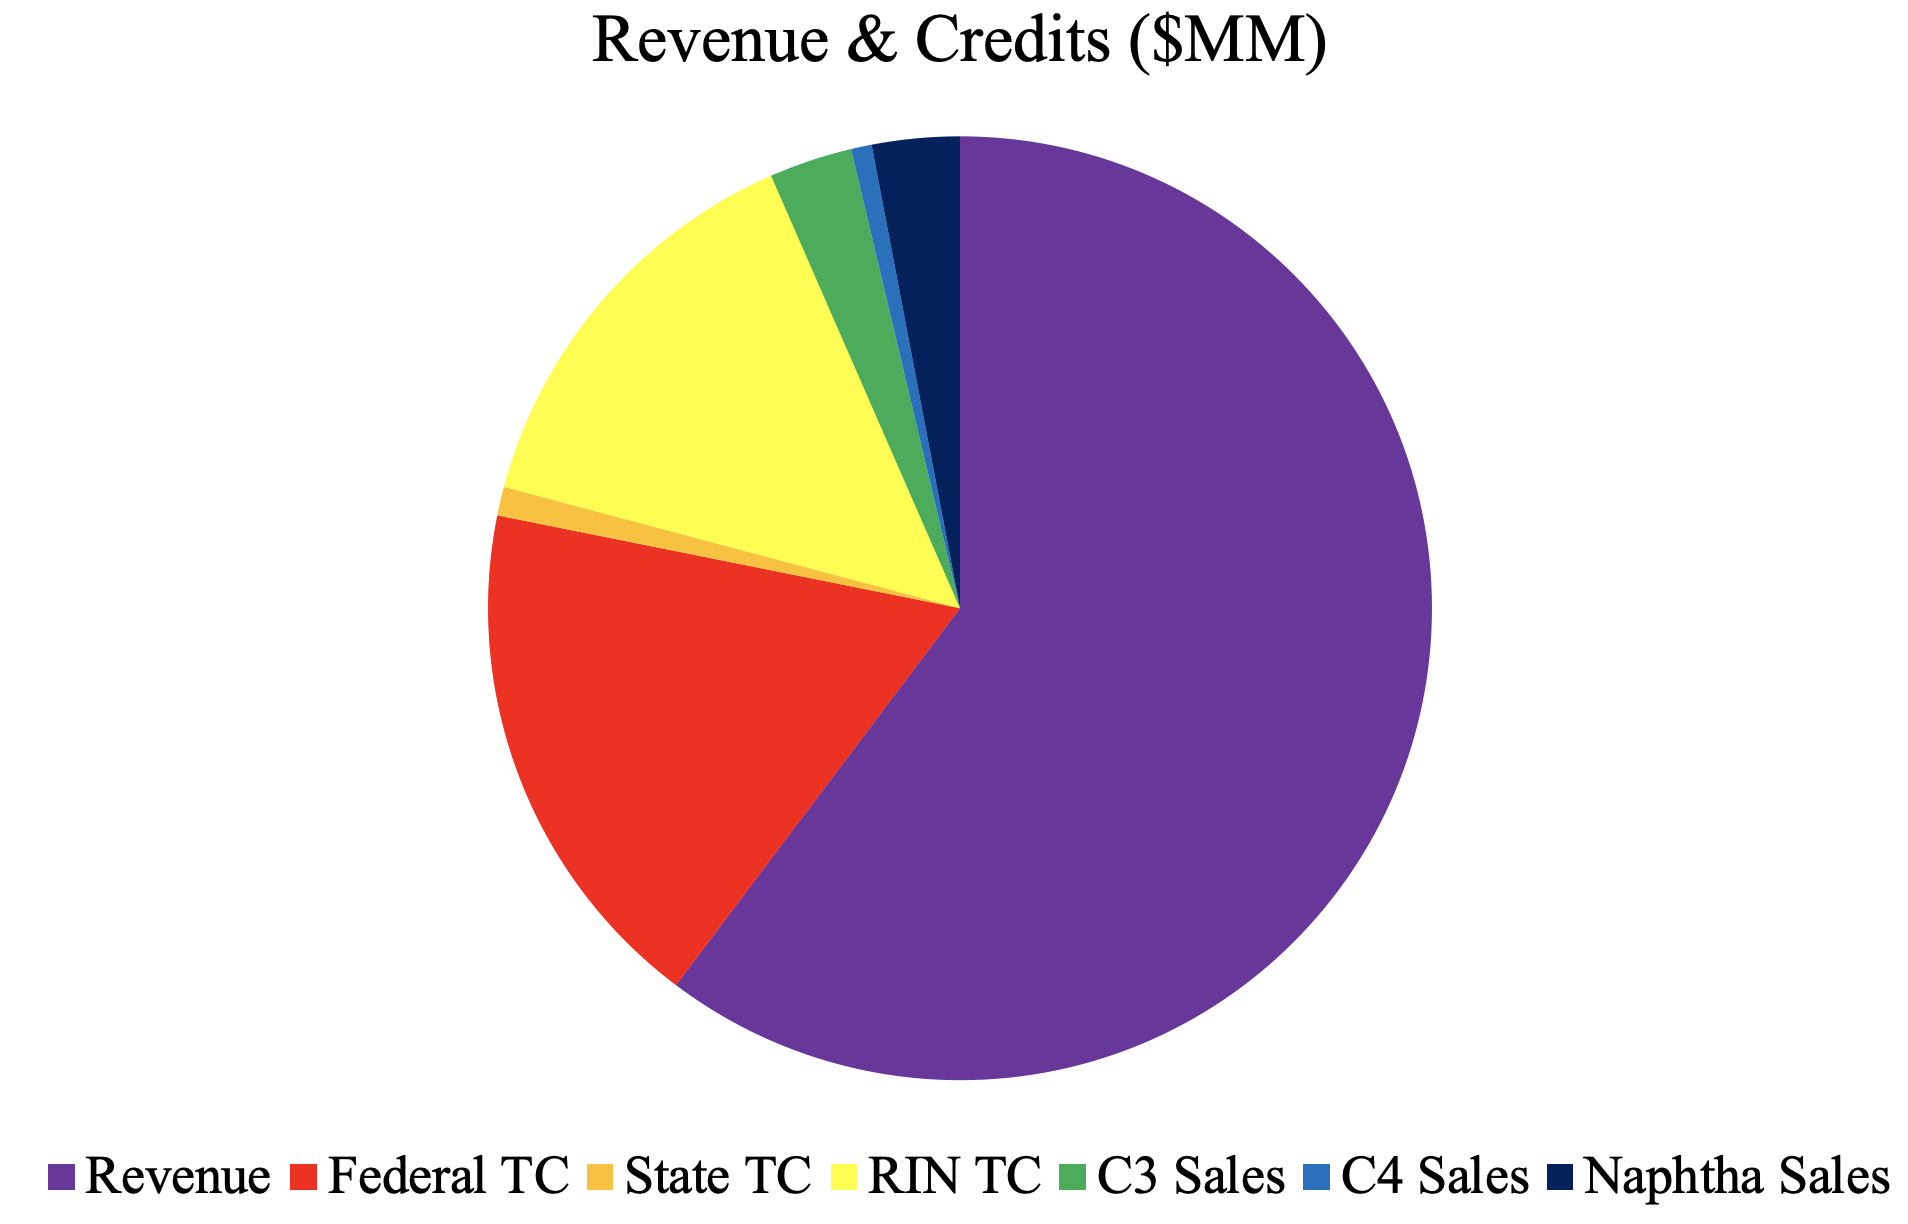 Revenue & Credits ($MM)
Revenue Federal TC State TC RIN TC C3 Sales C4 Sales Naphtha Sales